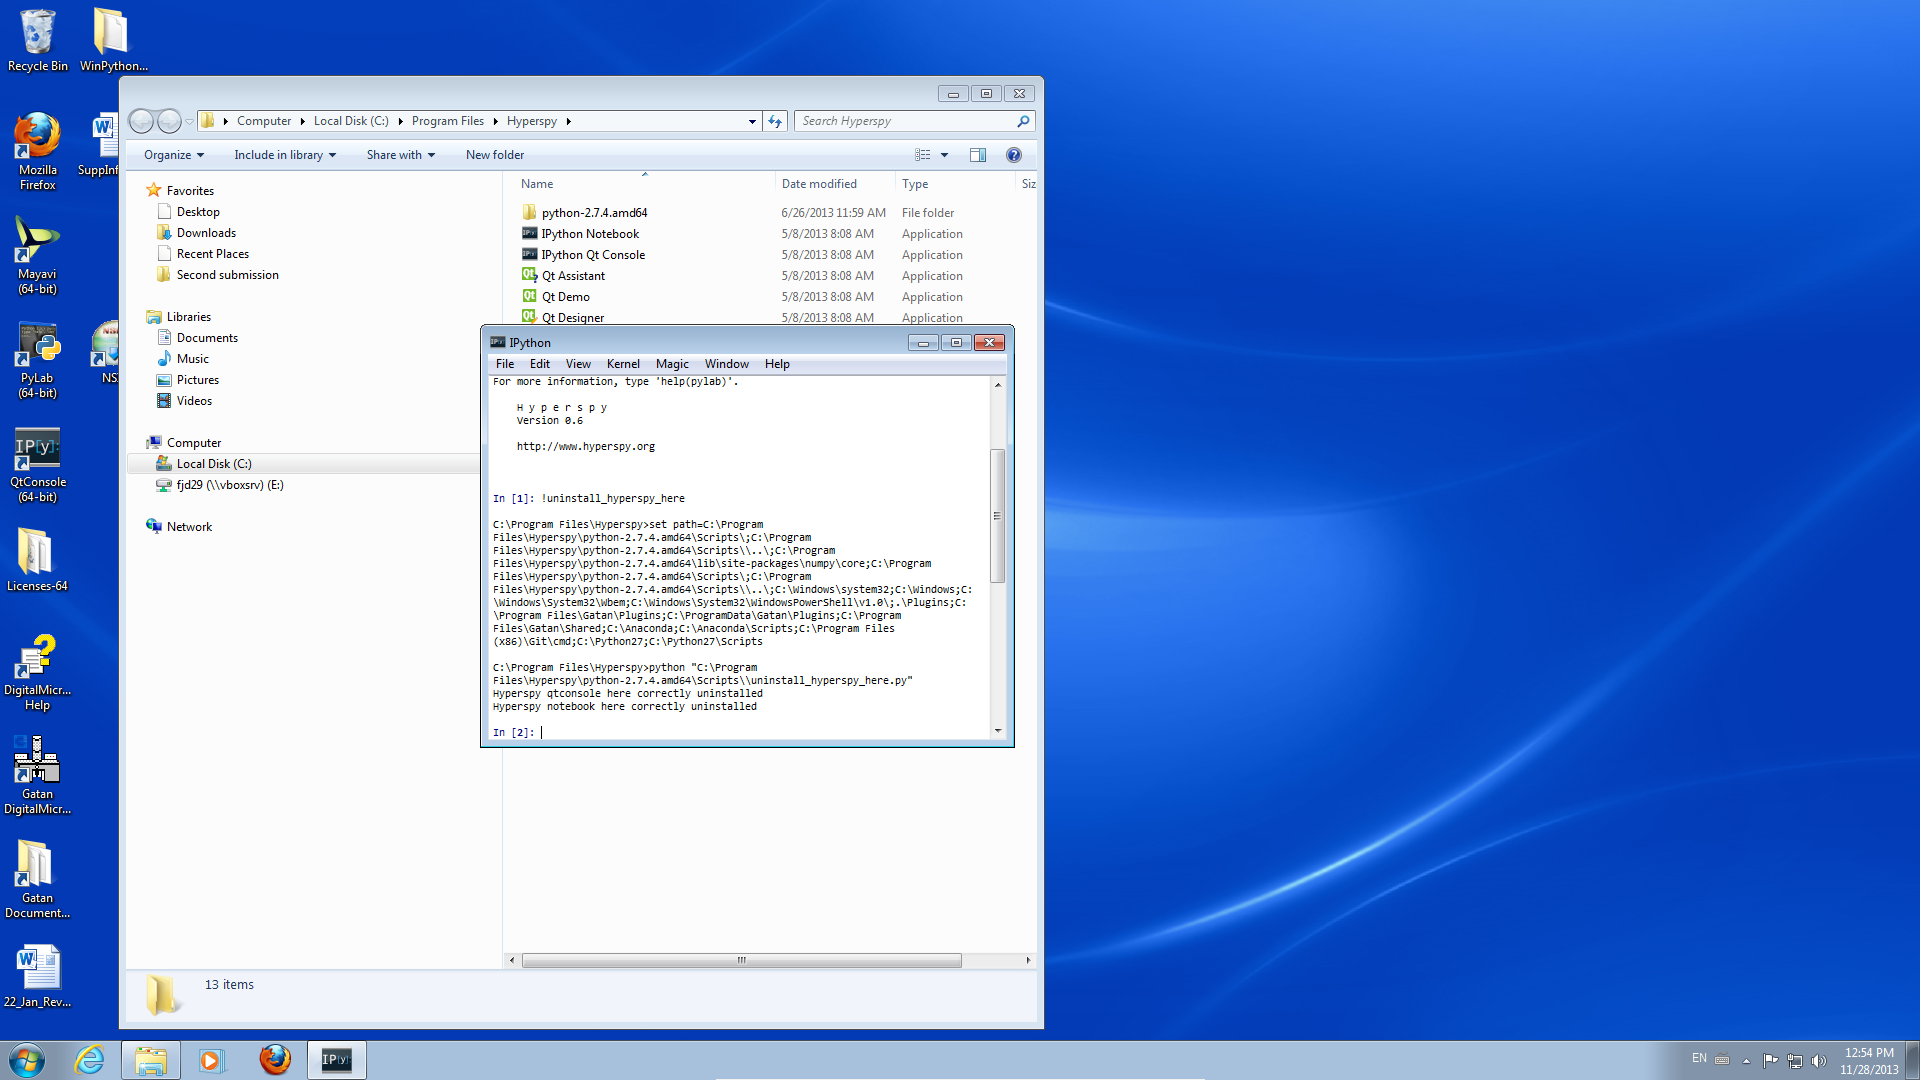 Recycle Bin
WinPython...
Mozilla
Firefox
SuppInf
Mayavi
(64-bit)
PyLab
(64-bit)
NS
QtConsole
(64-bit)
Licenses-64
DigitalMicr...
Help
Gatan
DigitalMicr...
Gatan
Document...
22_Jan_Rev...
Computer
Local Disk (C:)
Program Files
Hyperspy
Search Hyperspy
Organize
Include in library
Share with
New folder
Favorites
Desktop
Downloads
Recent Places
Second submission
Libraries
Documents
Music
Pictures
Videos
Computer
Local Disk (C:)
fjd29 (\\vboxsrv) (E:)
Network
Name Date modified Type Siz
python-2.7.4.amd64 6/26/2013 11:59 AM File folder
IPython Notebook 5/8/2013 8:08 AM Application
IPython Qt Console 5/8/2013 8:08 AM Application
Qt Assistant 5/8/2013 8:08 AM Application
Qt Demo 5/8/2013 8:08 AM Application
Qt Designer 5/8/2013 8:08 AM Application
IPython
File Edit View Kernel Magic Window Help
For more information, type 'help(pylab)'.
H y p e r s p y
Version 0.6
http://www.hyperspy.org
In [1]: !uninstall_hyperspy_here
C:\Program Files\Hyperspy>set path=C:\Program
Files\Hyperspy\python-2.7.4.amd64\Scripts\;C:\Program
Files\Hyperspy\python-2.7.4.amd64\Scripts\\..\;C:\Program
Files\Hyperspy\python-2.7.4.amd64\lib\site-packages\numpy\core;C:\Program
Files\Hyperspy\python-2.7.4.amd64\Scripts\;C:\Program
Files\Hyperspy\python-2.7.4.amd64\Scripts\\..\;C:\Windows\system32;C:\Windows;C:
\Windows\System32\Wbem;C:\Windows\System32\WindowsPowerShell\v1.0\;.\Plugins;C:
\Program Files\Gatan\Plugins;C:\ProgramData\Gatan\Plugins;C:\Program
Files\Gatan\Shared;C:\Anaconda;C:\Anaconda\Scripts;C:\Program Files
(x86)\Git\cmd;C:\Python27;C:\Python27\Scripts
C:\Program Files\Hyperspy>python "C:\Program
Files\Hyperspy\python-2.7.4.amd64\Scripts\\uninstall_hyperspy_here.py"
Hyperspy qtconsole here correctly uninstalled
Hyperspy notebook here correctly uninstalled
In [2]:
13 items
EN
12:54 PM
11/28/2013